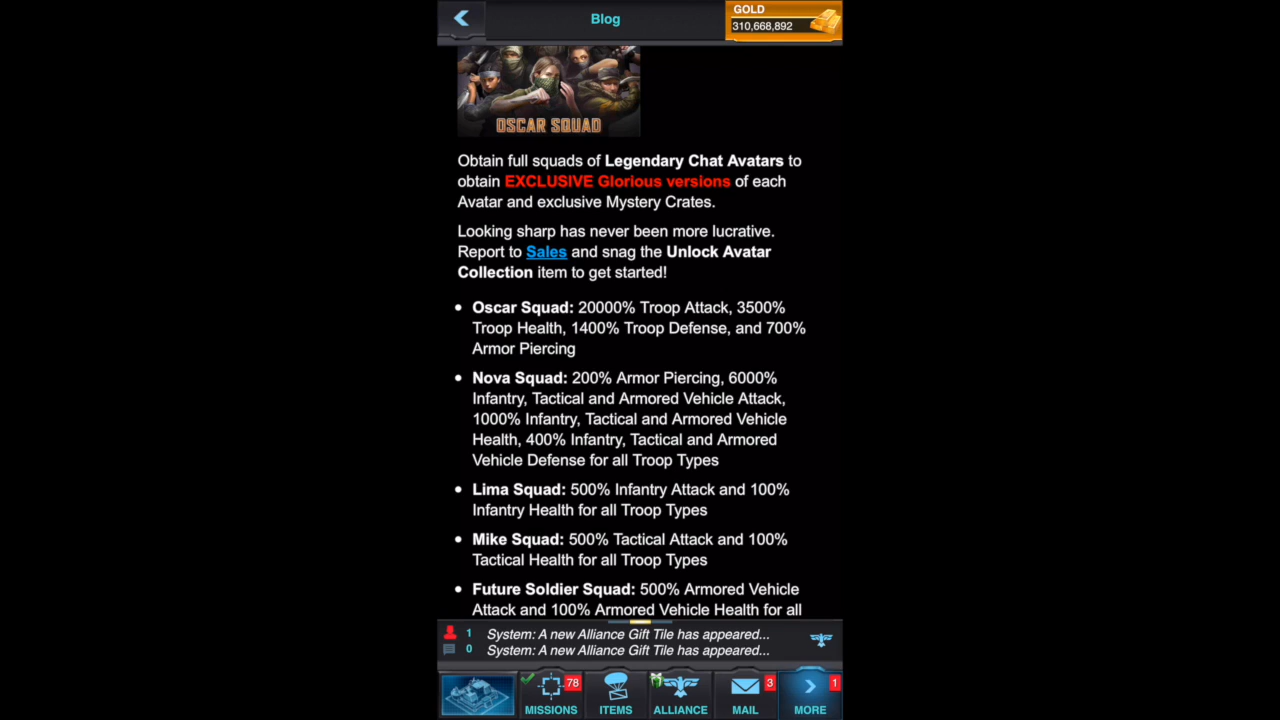 Blog
GOLD
310,668,892
OSCAR SQUAD
Obtain full squads of Legendary Chat Avatars to
obtain EXCLUSIVE Glorious versions of each
Avatar and exclusive Mystery Crates.
Looking sharp has never been more lucrative.
Report to Sales and snag the Unlock Avatar
Collection item to get started!
• Oscar Squad: 20000% Troop Attack, 3500%
Troop Health, 1400% Troop Defense, and 700%
Armor Piercing
• Nova Squad: 200% Armor Piercing, 6000%
Infantry, Tactical and Armored Vehicle Attack,
1000% Infantry, Tactical and Armored Vehicle
Health, 400% Infantry, Tactical and Armored
Vehicle Defense for all Troop Types
• Lima Squad: 500% Infantry Attack and 100%
Infantry Health for all Troop Types
• Mike Squad: 500% Tactical Attack and 100%
Tactical Health for all Troop Types
• Future Soldier Squad: 500% Armored Vehicle
Attack and 100% Armored Vehicle Health for all
1 System: A new Alliance Gift Tile has appeared...
0 System: A new Alliance Gift Tile has appeared...
78 3 1
MISSIONS ITEMS ALLIANCE MAIL MORE